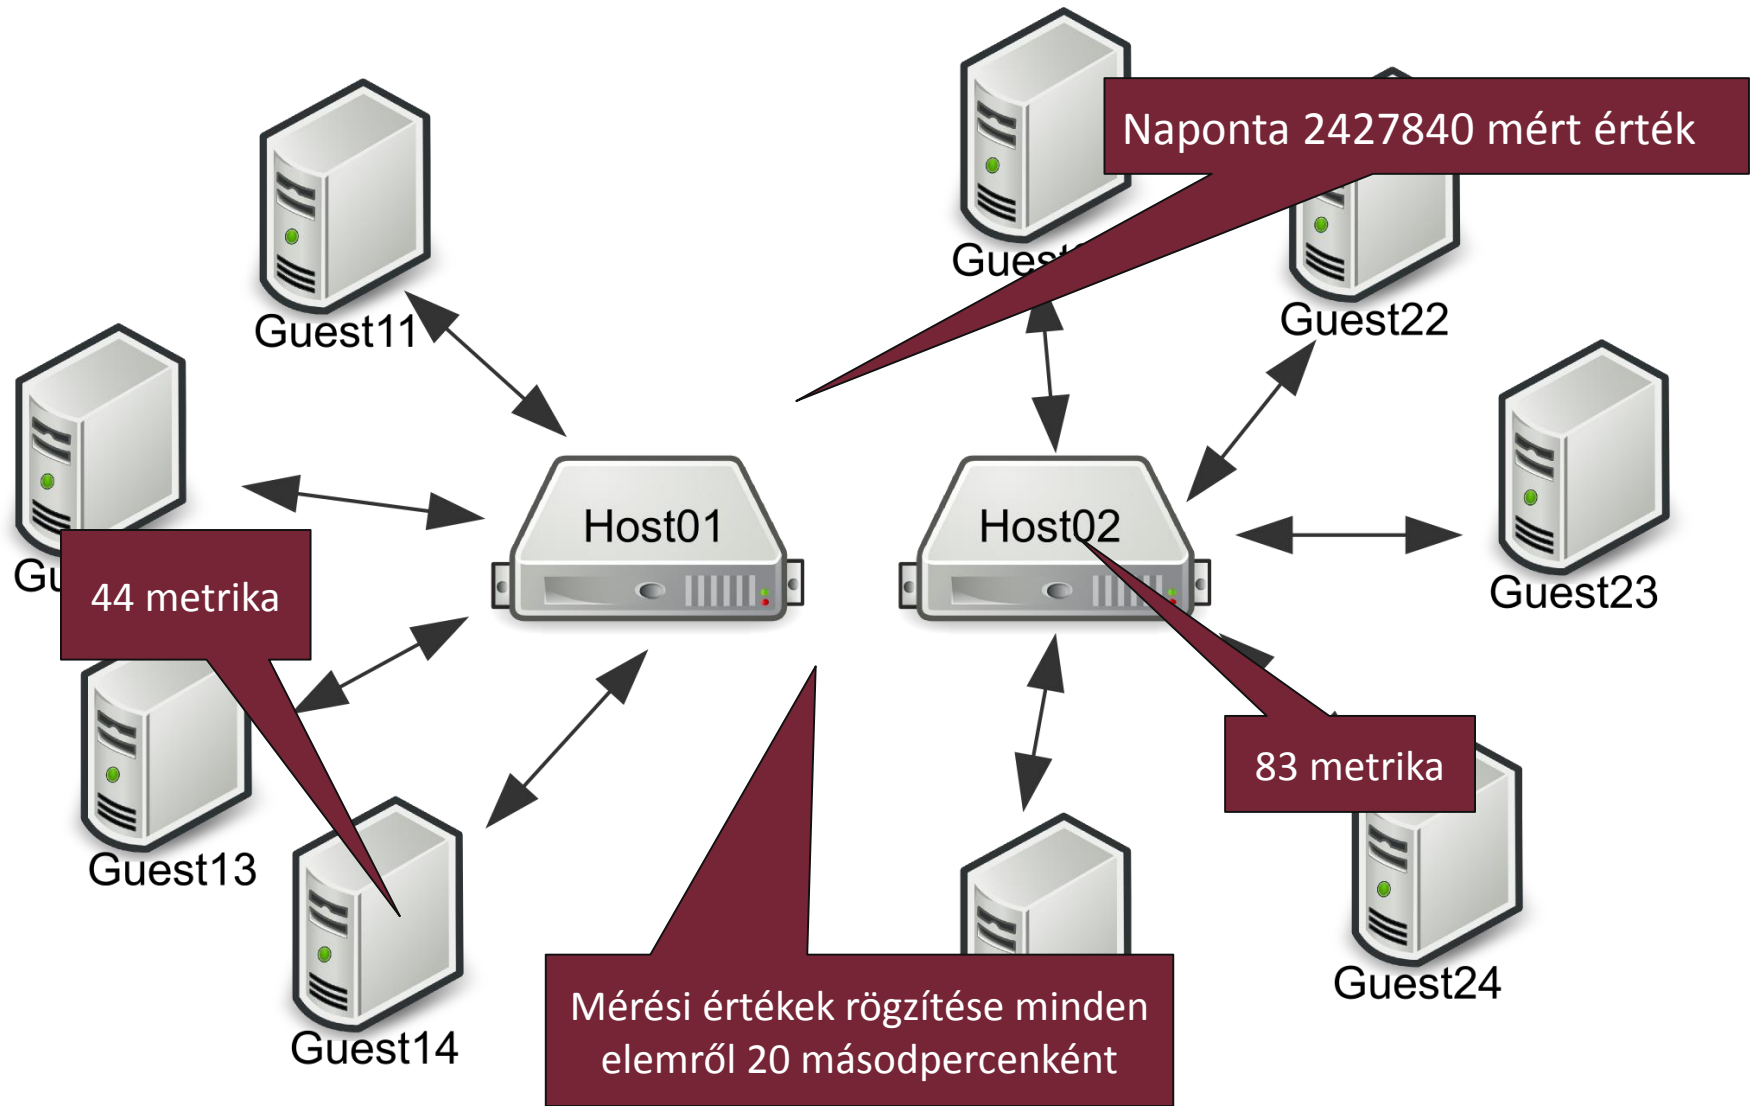 Naponta 2427840 mért érték
Guest11
Guest22
Host01
Host02
44 metrika
Guest23
83 metrika
Guest13
Guest24
Guest14
Mérési értékek rögzítése minden
elemről 20 másodpercenként